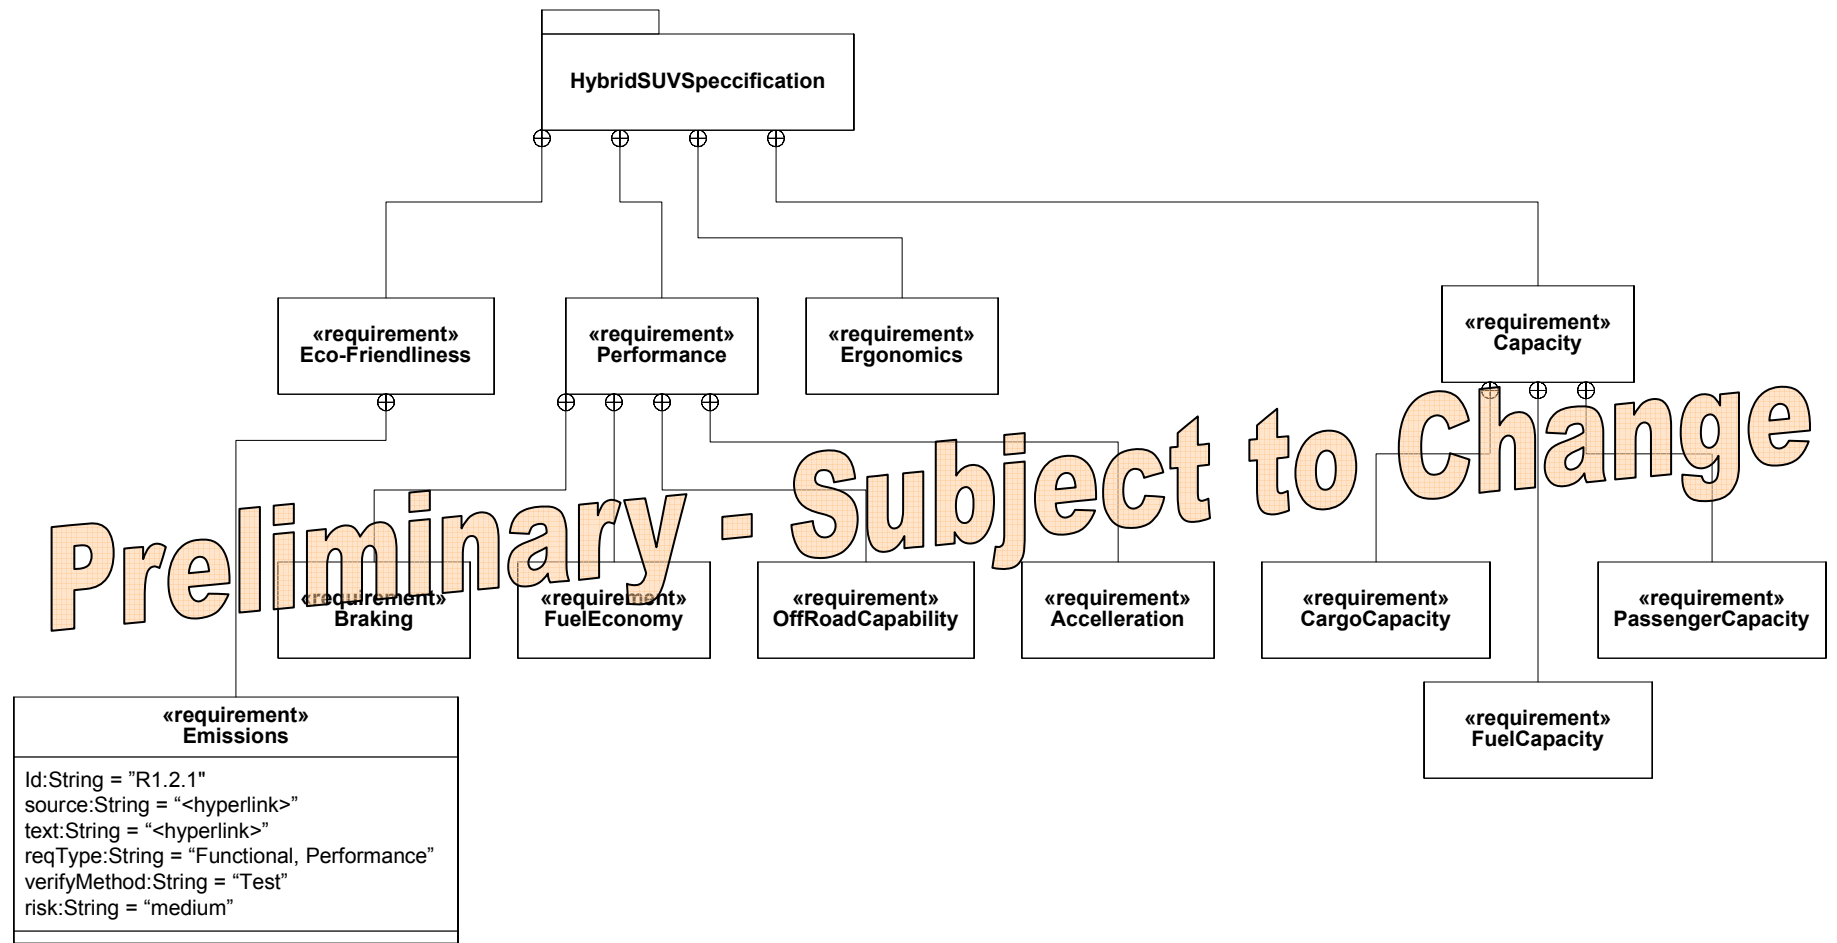 HybridSUVSpeccification
«requirement»
Eco-Friendliness
«requirement»
Performance
«requirement»
Ergonomics
«requirement»
Capacity
Preliminary - Subject to Change
«requirement»
Braking
«requirement»
FuelEconomy
«requirement»
OffRoadCapability
«requirement»
Accelleration
«requirement»
CargoCapacity
«requirement»
PassengerCapacity
«requirement»
FuelCapacity
«requirement»
Emissions
Id:String = ”R1.2.1"
source:String = “<hyperlink>”
text:String = “<hyperlink>”
reqType:String = “Functional, Performance”
verifyMethod:String = “Test”
risk:String = “medium”